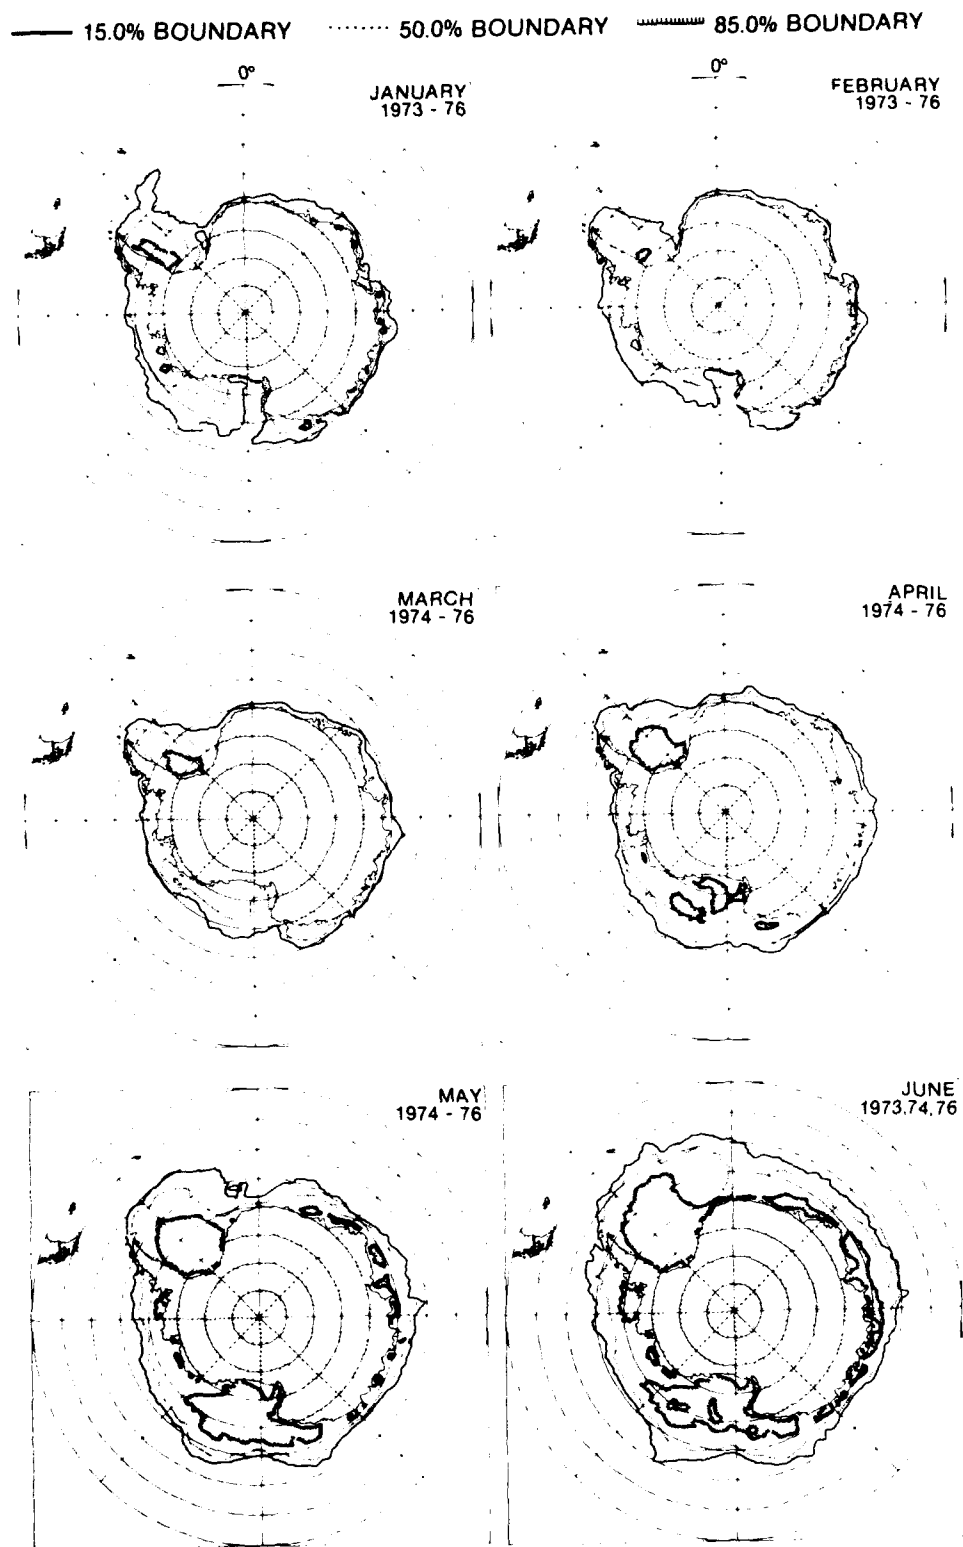 15.0% BOUNDARY 50.0% BOUNDARY 85.0% BOUNDARY
0°
JANUARY
1973 - 76
0°
FEBRUARY
1973 - 76
MARCH
1974 - 76
APRIL
1974 - 76
MAY
1974 - 76
JUNE
1973,74,76